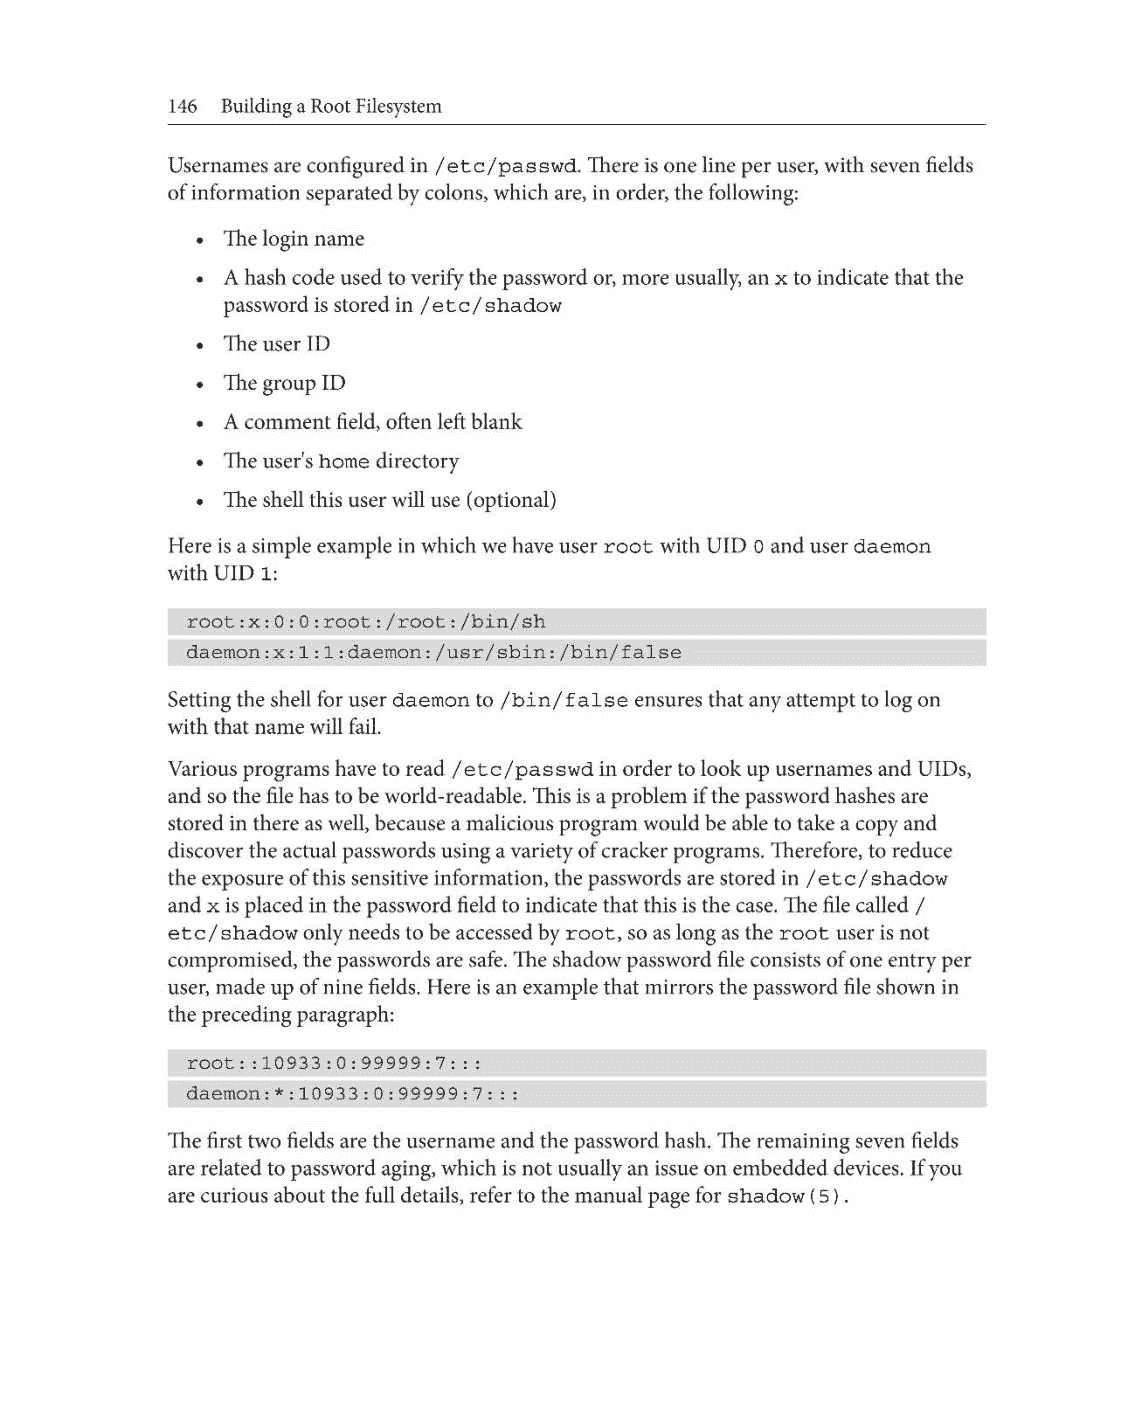 146 Building a Root Filesystem
Usernames are configured in /etc/passwd. There is one line per user, with seven fields
of information separated by colons, which are, in order, the following:
• The login name
• A hash code used to verify the password or, more usually, an x to indicate that the
password is stored in /etc/shadow
• The user ID
• The group ID
• A comment field, often left blank
• The user's home directory
• The shell this user will use (optional)
Here is a simple example in which we have user root with UID 0 and user daemon
with UID 1:
root:x:0:0:root:/root:/bin/sh
daemon:x:1:1:daemon:/usr/sbin:/bin/false
Setting the shell for user daemon to /bin/false ensures that any attempt to log on
with that name will fail.
Various programs have to read /etc/passwd in order to look up usernames and UIDs,
and so the file has to be world-readable. This is a problem if the password hashes are
stored in there as well, because a malicious program would be able to take a copy and
discover the actual passwords using a variety of cracker programs. Therefore, to reduce
the exposure of this sensitive information, the passwords are stored in /etc/shadow
and x is placed in the password field to indicate that this is the case. The file called /
etc/shadow only needs to be accessed by root, so as long as the root user is not
compromised, the passwords are safe. The shadow password file consists of one entry per
user, made up of nine fields. Here is an example that mirrors the password file shown in
the preceding paragraph:
root::10933:0:99999:7:::
daemon:*:10933:0:99999:7:::
The first two fields are the username and the password hash. The remaining seven fields
are related to password aging, which is not usually an issue on embedded devices. If you
are curious about the full details, refer to the manual page for shadow(5).